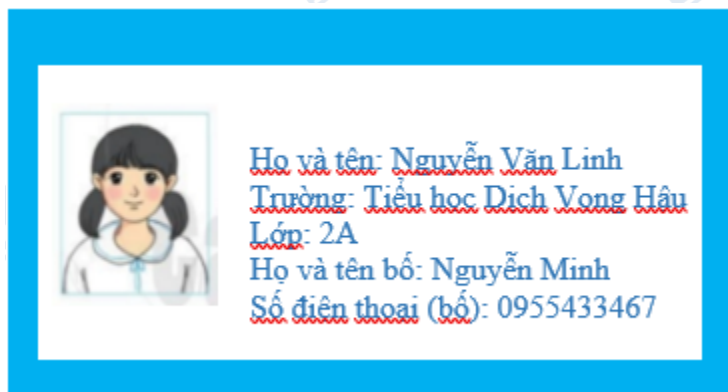 Họ và tên: Nguyễn Văn Linh
Trường: Tiểu học Dịch Vọng Hậu
Lớp: 2A
Họ và tên bố: Nguyễn Minh
Số điện thoại (bố): 0955433467